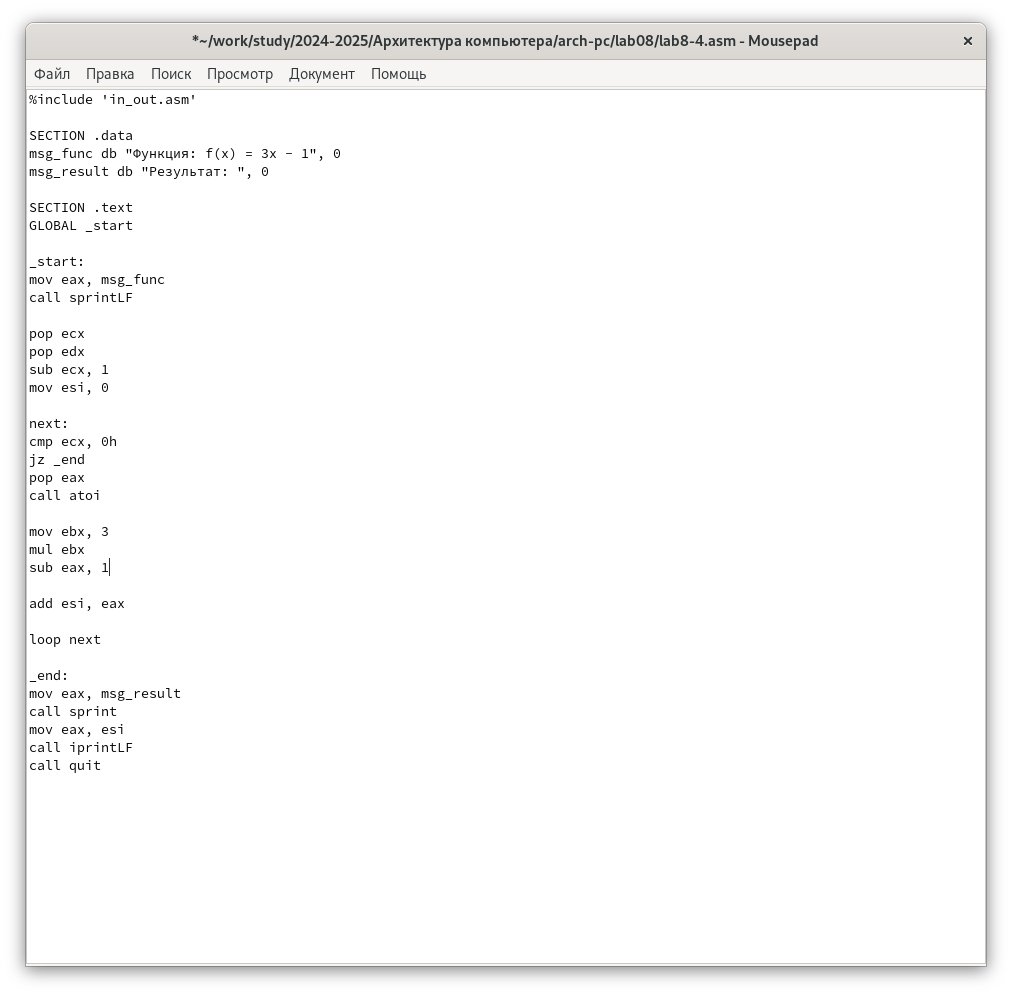 *~/work/study/2024-2025/Архитектура компьютера/arch-pc/lab08/lab8-4.asm - Mousepad
×
Файл Правка Поиск Просмотр Документ Помощь
%include 'in_out.asm'
SECTION .data
msg_func db "Функция: f(x) = 3x - 1", 0
msg_result db "Результат: ", 0
SECTION .text
GLOBAL _start
_start:
mov eax, msg_func
call sprintLF
pop ecx
pop edx
sub ecx, 1
mov esi, 0
next:
cmp ecx, 0h
jz _end
pop eax
call atoi
mov ebx, 3
mul ebx
sub eax, 1
add esi, eax
loop next
_end:
mov eax, msg_result
call sprint
mov eax, esi
call iprintLF
call quit